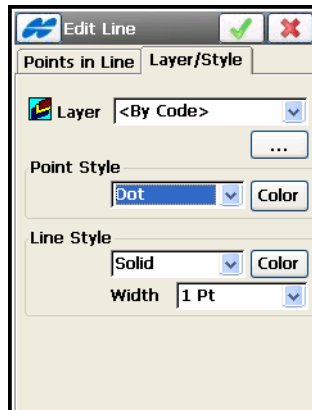 Edit Line
Points in Line Layer/Style
Layer <By Code>
...
Point Style
Dot Color
Line Style
Solid Color
Width 1 Pt